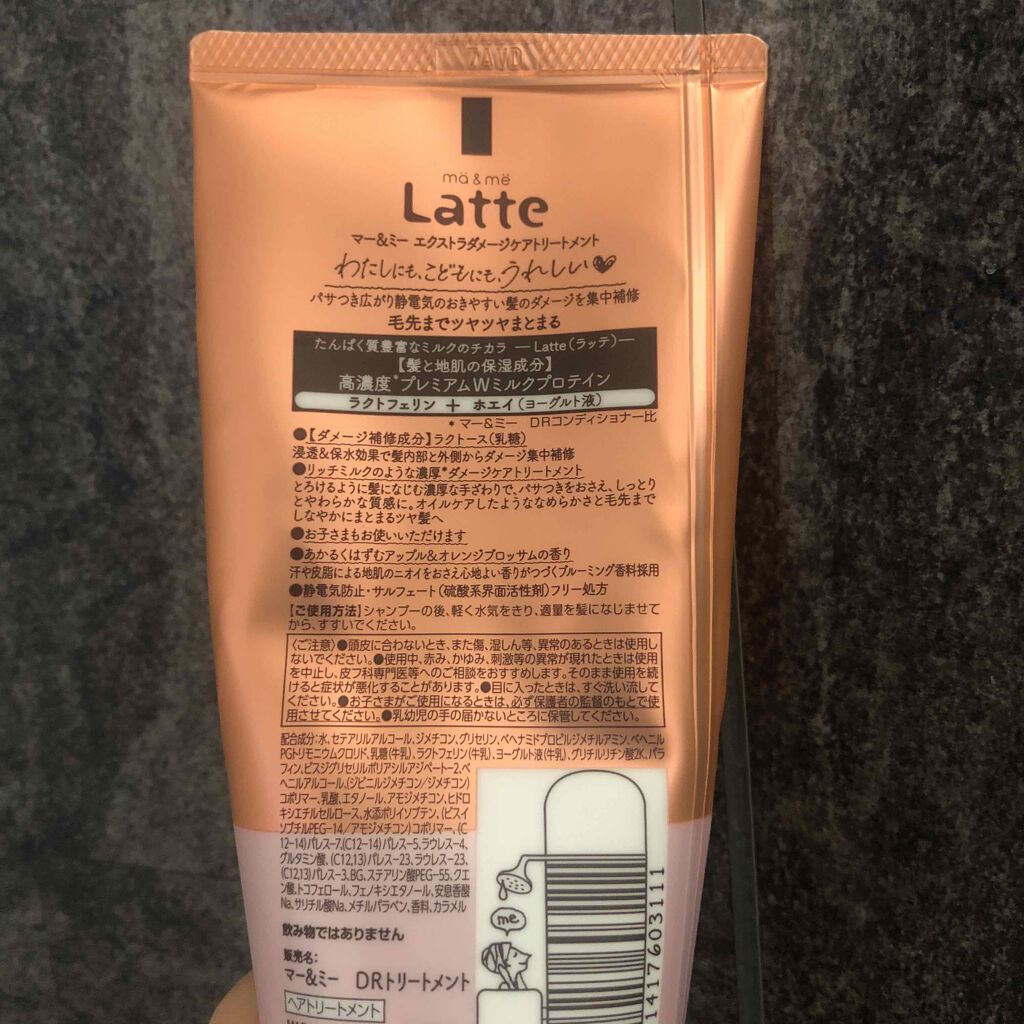 ZAVD
mä & më
Latte
マー&ミー エクストラダメージケアトリートメント
わたしにも、こどもにも、うれしい♥
パサつき広がり静電気のおきやすい髪のダメージを集中補修
毛先までツヤツヤまとまる
たんぱく質豊富なミルクのチカラ ―Latte(ラッテ)―
【髪と地肌の保湿成分】
高濃度*プレミアムWミルクプロテイン
ラクトフェリン + ホエイ(ヨーグルト液)
*マー&ミー DRコンディショナー比
●【ダメージ補修成分】ラクトース(乳糖)
浸透&保水効果で髪内部と外側からダメージ集中補修
●リッチミルクのような濃厚*ダメージケアトリートメント
とろけるように髪になじむ濃厚な手ざわりで、パサつきをおさえ、しっとり
とやわらかな質感に。オイルケアしたようななめらかさと毛先まで
しなやかにまとまるツヤ髪へ
●お子さまもお使いいただけます
●あかるくはずむアップル&オレンジブロッサムの香り
汗や皮脂による地肌のニオイをおさえ心地よい香りがつづくブルーミング香料採用
●静電気防止・サルフェート(硫酸系界面活性剤)フリー処方
【ご使用方法】シャンプーの後、軽く水気をきり、適量を髪になじませて
から、すすいでください。
〈ご注意〉●頭皮に合わないとき、また傷、湿しん等、異常のあるときは使用し
ないでください。●使用中、赤み、かゆみ、刺激等の異常が現れたときは使用
を中止し、皮フ科専門医等へのご相談をおすすめします。そのまま使用を続
けると症状が悪化することがあります。●目に入ったときは、すぐ洗い流して
ください。●お子さまがご使用になるときは、必ず保護者の監督のもとで使
用させてください。●乳幼児の手の届かないところに保管してください。
配合成分:水、セテアリルアルコール、ジメチコン、グリセリン、ベヘナミドプロピルジメチルアミン、ベヘニル
PGトリモニウムクロリド、乳糖(牛乳)、ラクトフェリン(牛乳)、ヨーグルト液(牛乳)、グリチルリチン酸2K、パラ
フィン、ビスジグリセリルポリアシルアジペート-2、ベ
ヘニルアルコール、(ジビニルジメチコン/ジメチコン)
コポリマー、乳酸、エタノール、アモジメチコン、ヒドロ
キシエチルセルロース、水添ポリイソブテン、(ビスイ
ソブチルPEG-14/アモジメチコン)コポリマー、(C
12-14)パレス-7、(C12-14)パレス-5、ラウレス-4、
グルタミン酸、(C12,13)パレス-23、ラウレス-23、
(C12,13)パレス-3、BG、ステアリン酸PEG-55、クエ
ン酸、トコフェロール、フェノキシエタノール、安息香酸
Na、サリチル酸Na、メチルパラベン、香料、カラメル
飲み物ではありません
販売名:
マー&ミー DRトリートメント
ヘアトリートメント
me
1417603111